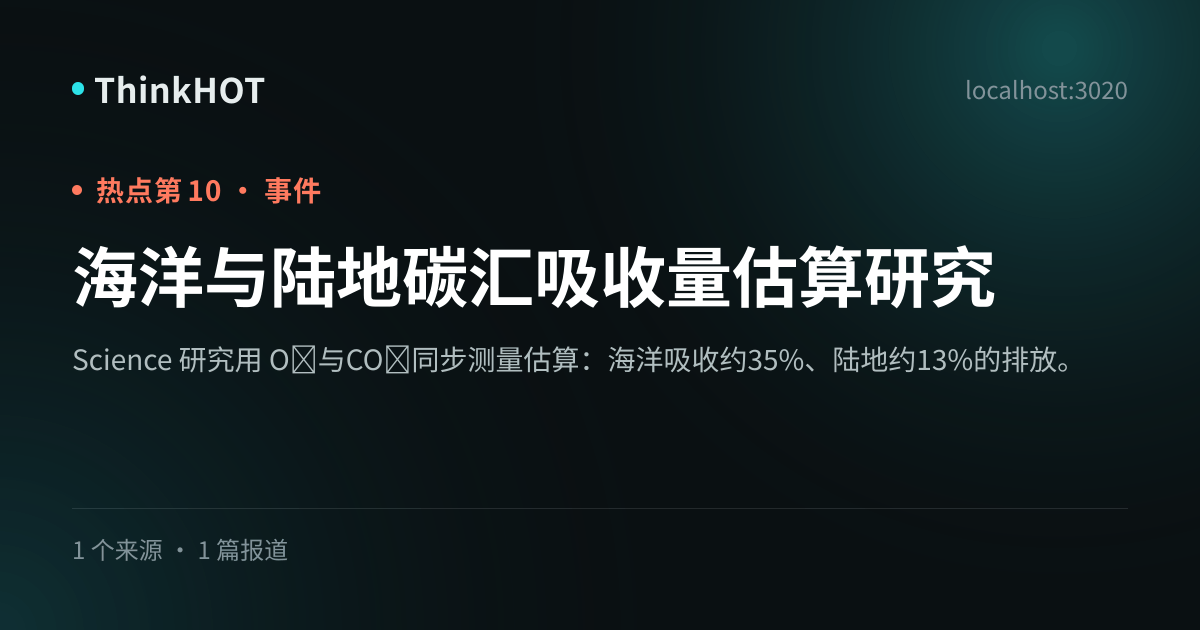 ThinkHOT
localhost:3020
热点第 10 · 事件
海洋与陆地碳汇吸收量估算研究
Science 研究用 O☒与CO☒同步测量估算：海洋吸收约35%、陆地约13%的排放。
1 个来源 · 1 篇报道